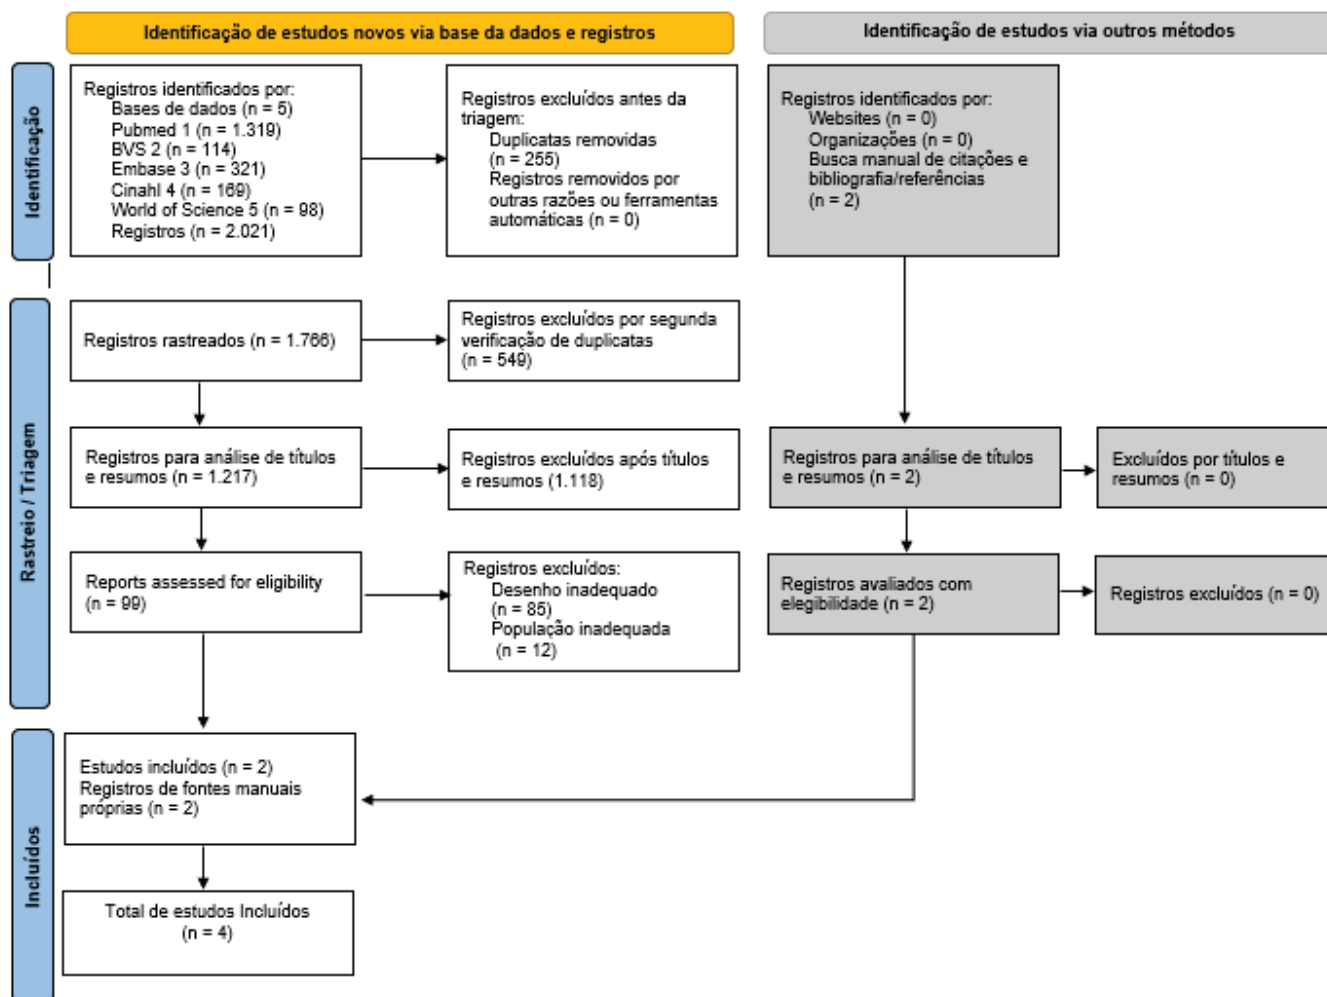 Identificação de estudos novos via base da dados e registros
Identificação de estudos via outros métodos
Identificação
Registros identificados por:
Bases de dados (n = 5)
Pubmed 1 (n = 1.319)
BVS 2 (n = 114)
Embase 3 (n = 321)
Cinahl 4 (n = 169)
World of Science 5 (n = 98)
Registros (n = 2.021)
Registros excluídos antes da
triagem:
Duplicatas removidas
(n = 255)
Registros removidos por
outras razões ou ferramentas
automáticas (n = 0)
Registros identificados por:
Websites (n = 0)
Organizações (n = 0)
Busca manual de citações e
bibliografia/referências
(n = 2)
Rastreio / Triagem
Registros rastreados (n = 1.766)
Registros excluídos por segunda
verificação de duplicatas
(n = 549)
Registros para análise de títulos
e resumos (n = 1.217)
Registros excluídos após títulos
e resumos (1.118)
Registros para análise de títulos
e resumos (n = 2)
Excluídos por títulos e
resumos (n = 0)
Reports assessed for eligibility
(n = 99)
Registros excluídos:
Desenho inadequado
(n = 85)
População inadequada
(n = 12)
Registros avaliados com
elegibilidade (n = 2)
Registros excluídos (n = 0)
Incluídos
Estudos incluídos (n = 2)
Registros de fontes manuais
próprias (n = 2)
Total de estudos Incluídos
(n = 4)